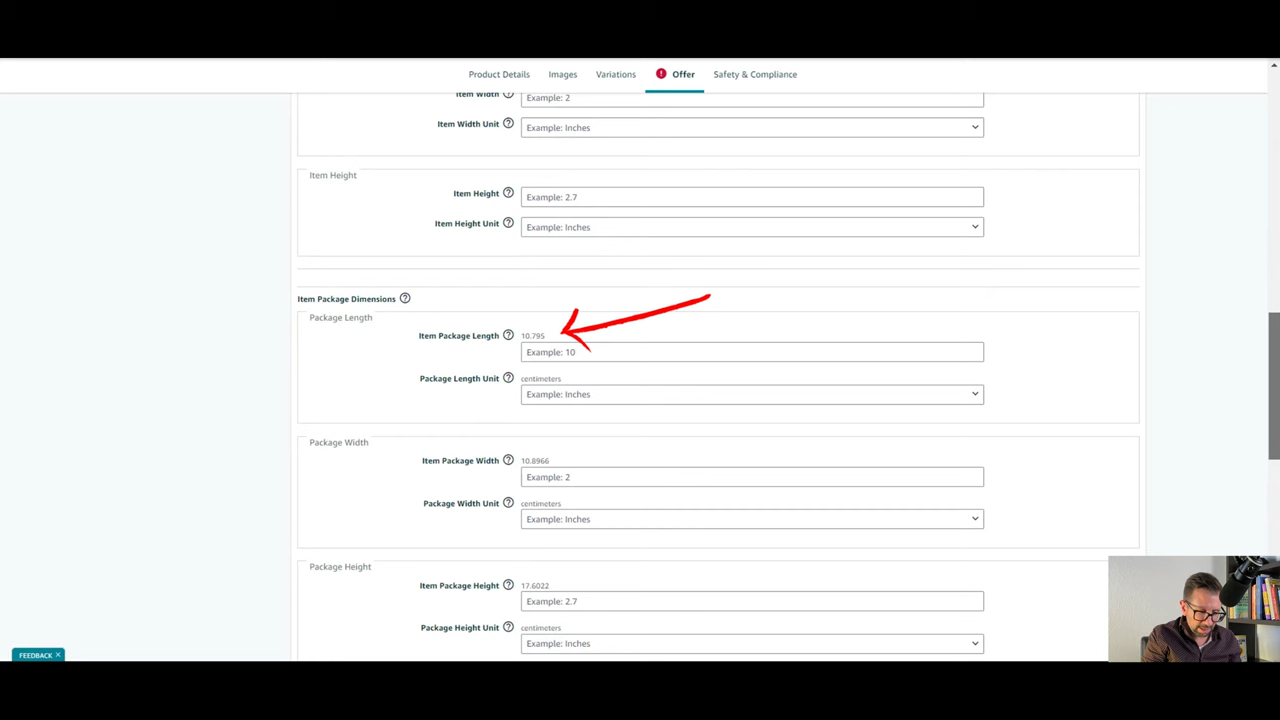 Product Details Images Variations ! Offer Safety & Compliance
Item Width ? Example: 2
Item Width Unit ? Example: Inches
Item Height
Item Height ? Example: 2.7
Item Height Unit ? Example: Inches
Item Package Dimensions ?
Package Length
Item Package Length ? 10.795
Example: 10
Package Length Unit ? centimeters
Example: Inches
Package Width
Item Package Width ? 10.8966
Example: 2
Package Width Unit ? centimeters
Example: Inches
Package Height
Item Package Height ? 17.6022
Example: 2.7
Package Height Unit ? centimeters
Example: Inches
FEEDBACK ×